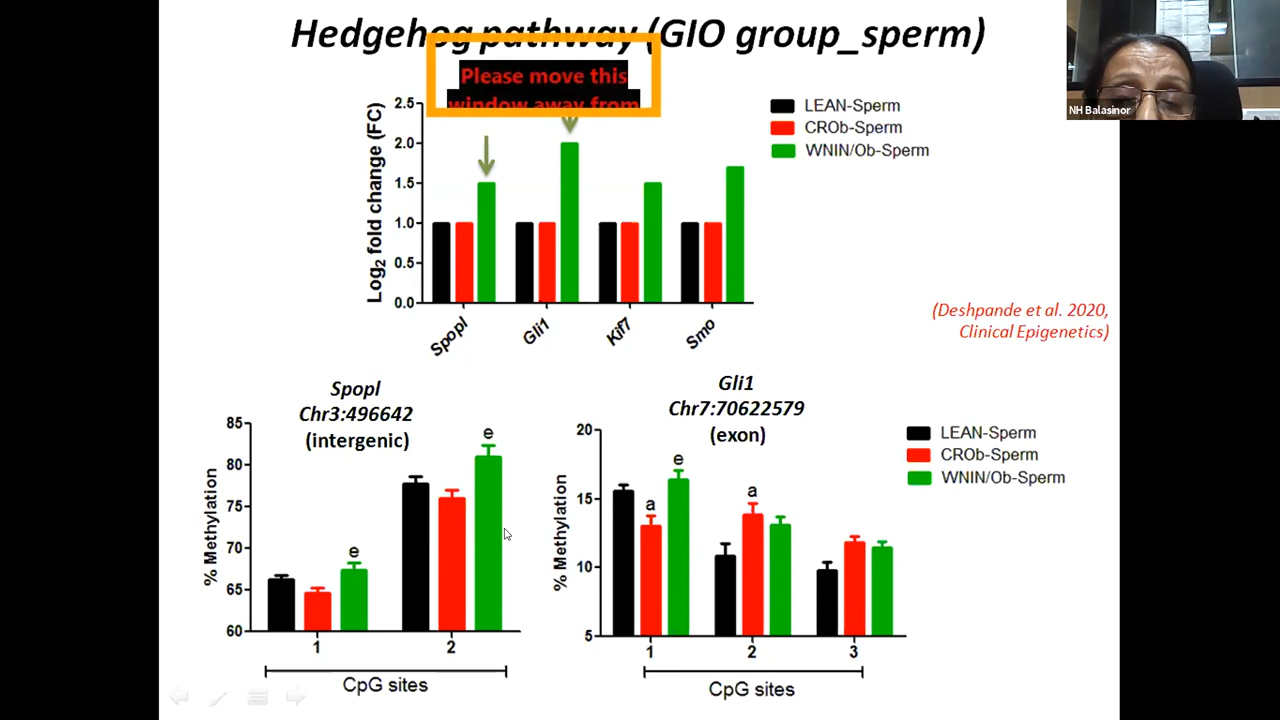 Hedgehog pathway (GIO group_sperm)
Please move this
window away from
NH Balasinor
Log2 fold change (FC)
2.5
2.0
1.5
1.0
0.5
0.0
Spopl
Gli1
Kif7
Smo
LEAN-Sperm
CROb-Sperm
WNIN/Ob-Sperm
(Deshpande et al. 2020,
Clinical Epigenetics)
Spopl
Chr3:496642
(intergenic)
% Methylation
85
80
75
70
65
60
e
e
1
2
CpG sites
Gli1
Chr7:70622579
(exon)
% Methylation
20
15
10
5
a
e
a
1
2
3
CpG sites
LEAN-Sperm
CROb-Sperm
WNIN/Ob-Sperm